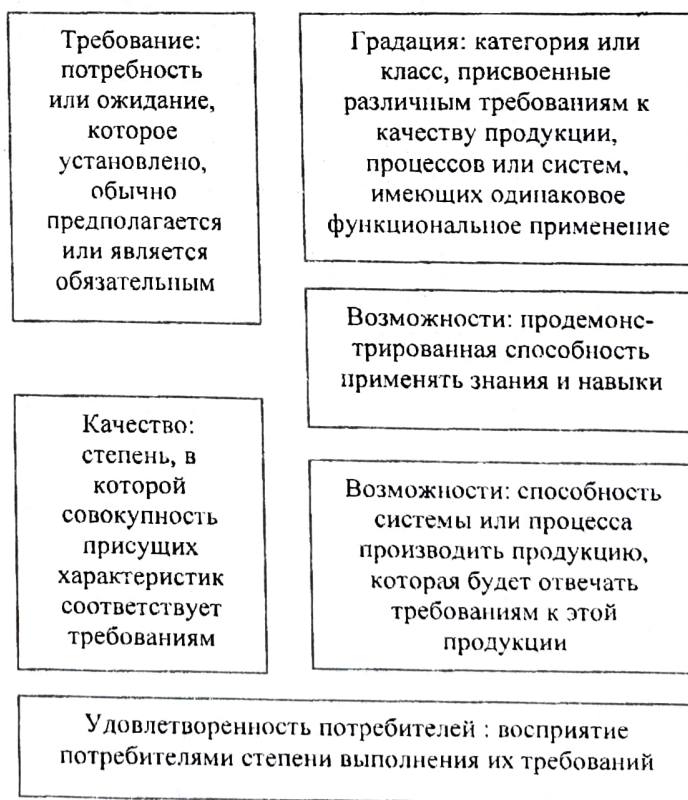 Требование:
потребность
или ожидание,
которое
установлено,
обычно
предполагается
или является
обязательным
Градация: категория или
класс, присвоенные
различным требованиям к
качеству продукции,
процессов или систем,
имеющих одинаковое
функциональное применение
Возможности: продемонс-
трированная способность
применять знания и навыки
Качество:
степень, в
которой
совокупность
присущих
характеристик
соответствует
требованиям
Возможности: способность
системы или процесса
производить продукцию,
которая будет отвечать
требованиям к этой
продукции
Удовлетворенность потребителей : восприятие
потребителями степени выполнения их требований